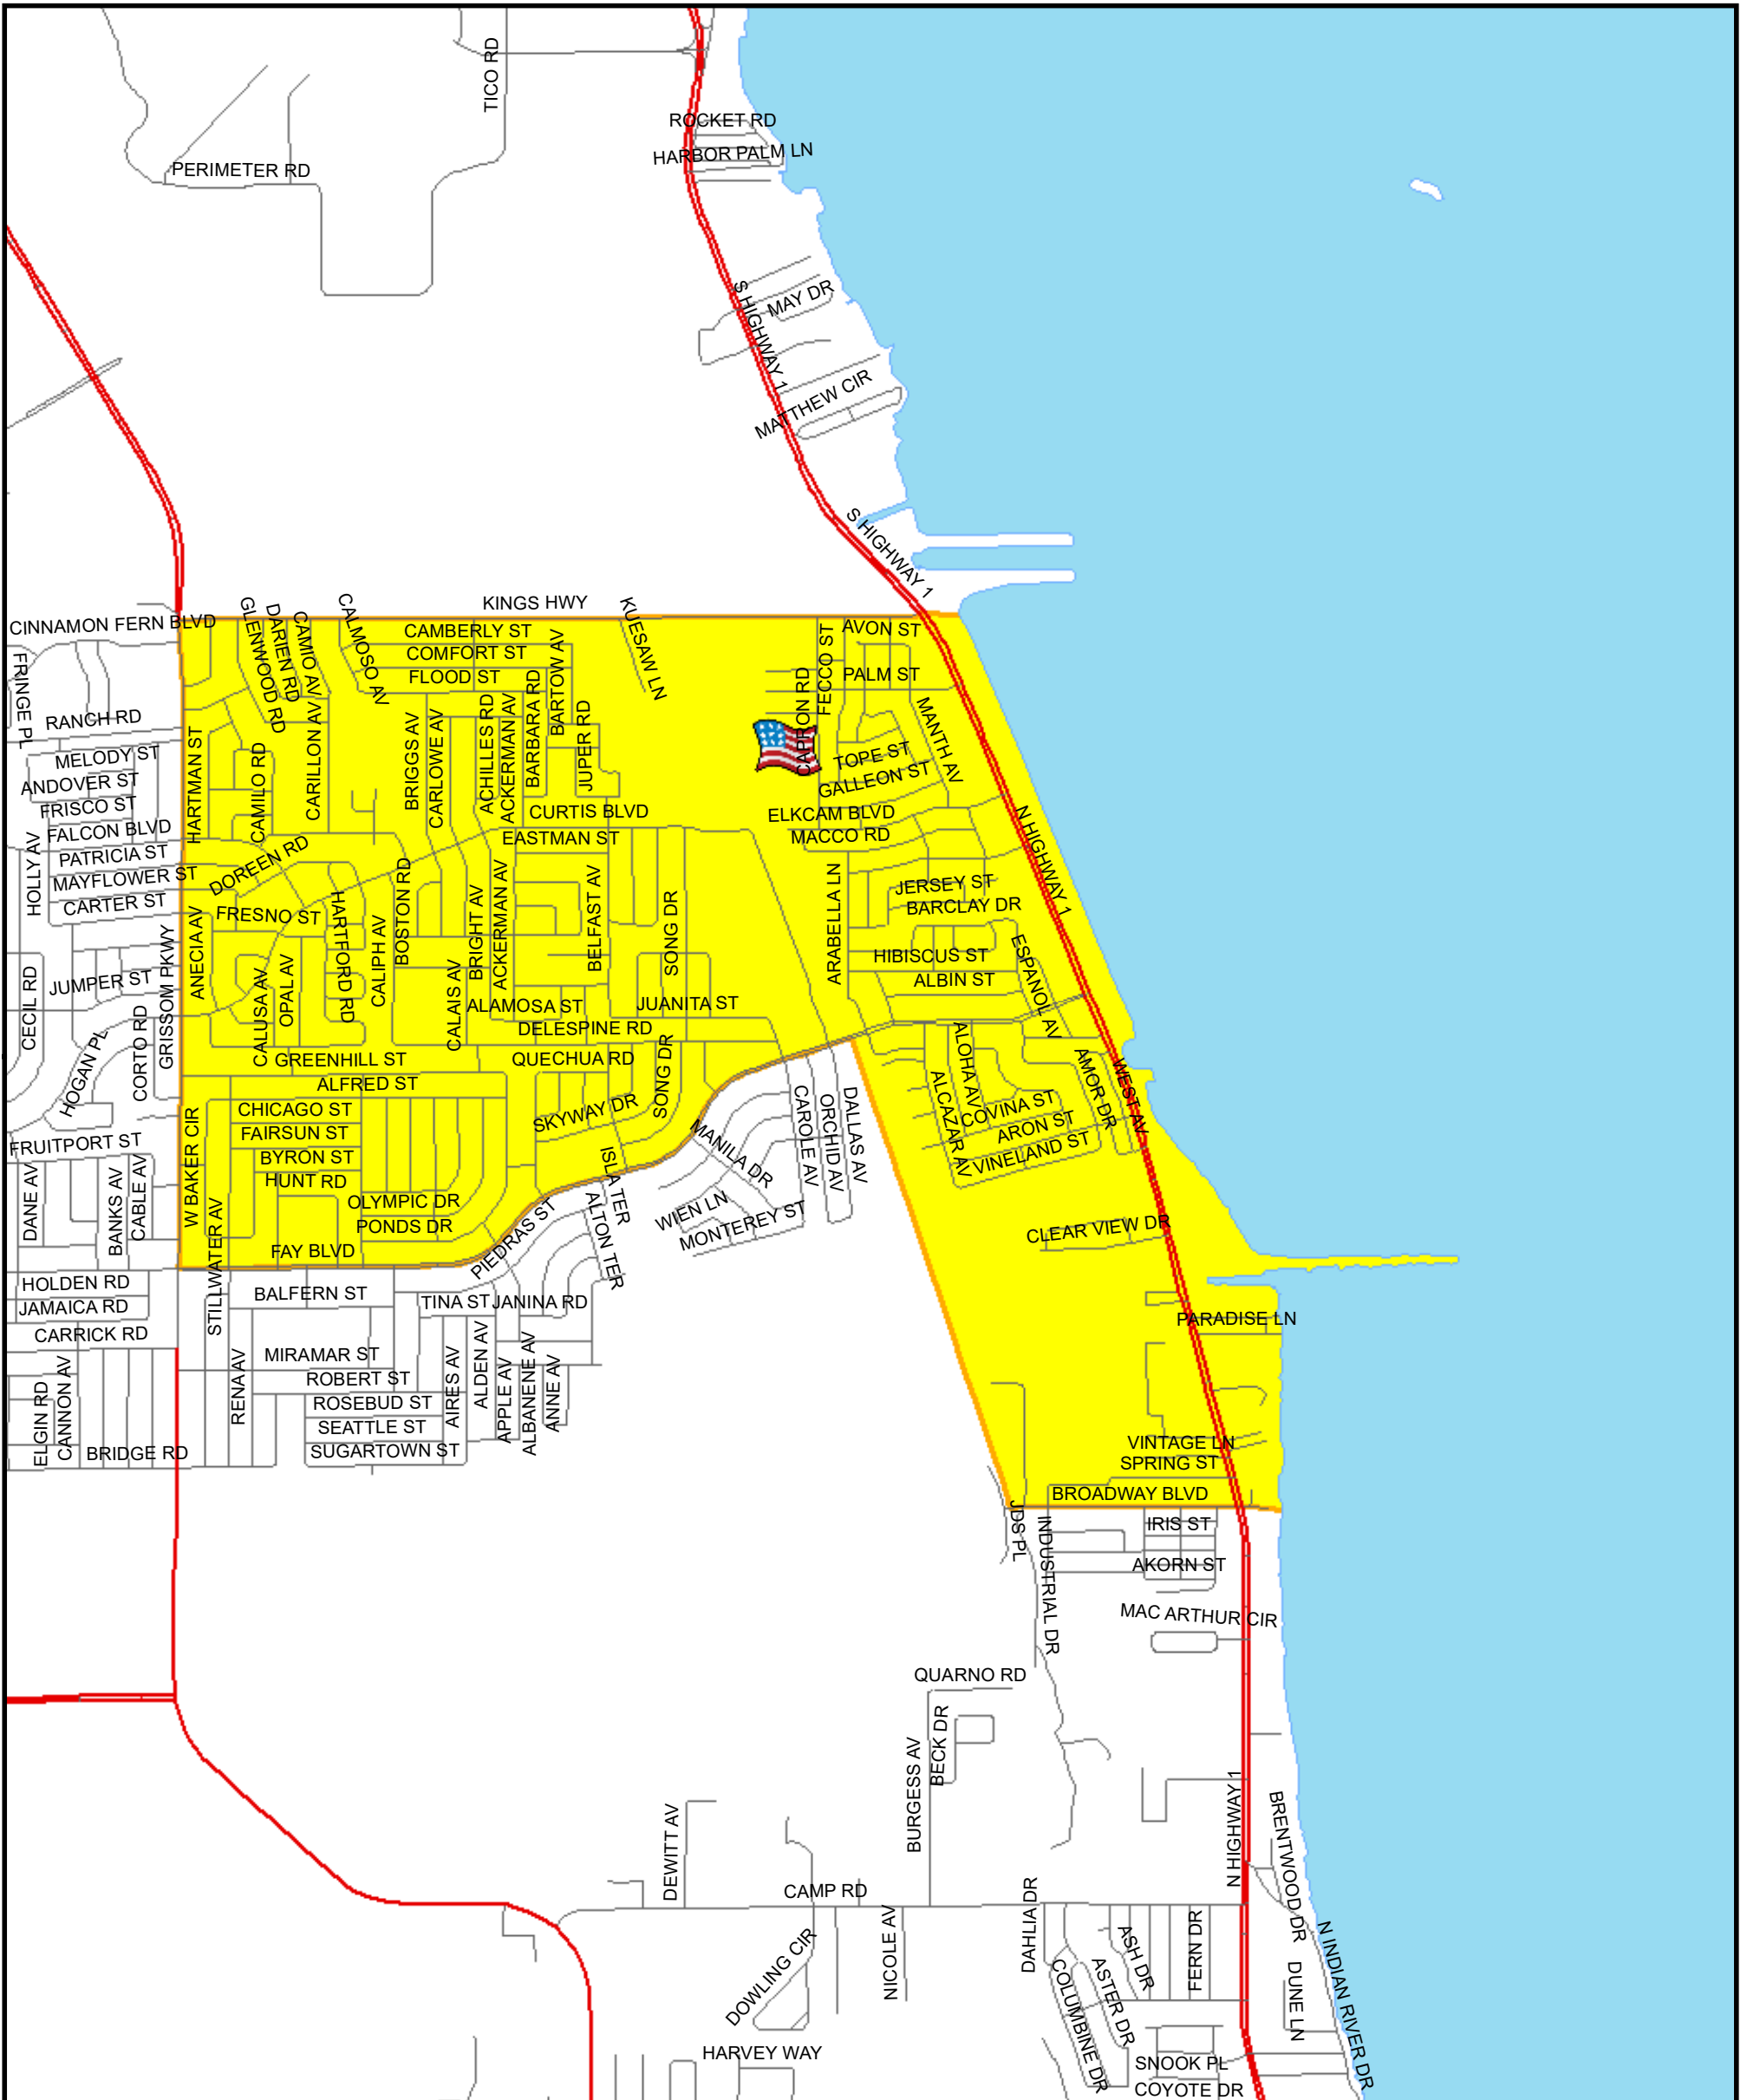 TICO RD
ROCKET RD
HARBOR PALM LN
PERIMETER RD
S HIGHWAY 1
MAY DR
MATTHEW CIR
S HIGHWAY 1
KINGS HWY
CINNAMON FERN BLVD
GLENWOOD RD
DARIEN RD
CAMIO AV
CALMOSO AV
CAMBERLY ST
COMFORT ST
FLOOD ST
BARTOW AV
KUESAW LN
FECCO ST
AVON ST
PALM ST
FRINGE PL
RANCH RD
MELODY ST
ANDOVER ST
FRISCO ST
FALCON BLVD
PATRICIA ST
MAYFLOWER ST
CARTER ST
HOLLY AV
HARTMAN ST
CAMILO RD
CARILLON AV
BRIGGS AV
CARLOWE AV
ACHILLES RD
ACKERMAN AV
BARBARA RD
JUPER RD
CAPRON RD
MANTH AV
TOPE ST
GALLEON ST
CURTIS BLVD
ELKCAM BLVD
MACCO RD
EASTMAN ST
N HIGHWAY 1
DOREEN RD
FRESNO ST
HARTFORD RD
CALIPH AV
BOSTON RD
BRIGHT AV
ACKERMAN AV
BELFAST AV
SONG DR
ARABELLA LN
JERSEY ST
BARCLAY DR
HIBISCUS ST
ALBIN ST
ESPANOL AV
JUMPER ST
CECIL RD
HOGAN PL
CORTO RD
GRISSOM PKWY
ANECIA AV
CALUSA AV
OPAL AV
CALAIS AV
ALAMOSA ST
JUANITA ST
DELESPINE RD
GREENHILL ST
QUECHUA RD
SONG DR
ALFRED ST
CHICAGO ST
FAIRSUN ST
BYRON ST
HUNT RD
OLYMPIC DR
PONDS DR
FAY BLVD
SKYWAY DR
ISLA TER
ALTON TER
PIEDRAS ST
MANILA DR
WIEN LN
MONTEREY ST
CAROLE AV
ORCHID AV
DALLAS AV
ALOHA AV
ALCAZAR AV
COVINA ST
ARON ST
VINELAND ST
AMOR DR
WEST AV
CLEAR VIEW DR
PARADISE LN
FRUITPORT ST
DANE AV
BANKS AV
CABLE AV
W BAKER CIR
STILLWATER AV
HOLDEN RD
JAMAICA RD
CARRICK RD
BALFERN ST
TINA ST
JANINA RD
MIRAMAR ST
ROBERT ST
ROSEBUD ST
SEATTLE ST
SUGARTOWN ST
RENA AV
AIRES AV
ALDEN AV
APPLE AV
ALBANENE AV
ANNE AV
ELGIN RD
CANNON AV
BRIDGE RD
VINTAGE LN
SPRING ST
BROADWAY BLVD
JDS PL
INDUSTRIAL DR
IRIS ST
AKORN ST
MAC ARTHUR CIR
QUARNO RD
BURGESS AV
BECK DR
DEWITT AV
CAMP RD
N HIGHWAY 1
BRENTWOOD DR
DOWLING CIR
NICOLE AV
DAHLIA DR
COLUMBINE DR
ASTER DR
ASH DR
FERN DR
DUNE LN
N INDIAN RIVER DR
HARVEY WAY
SNOOK PL
COYOTE DR